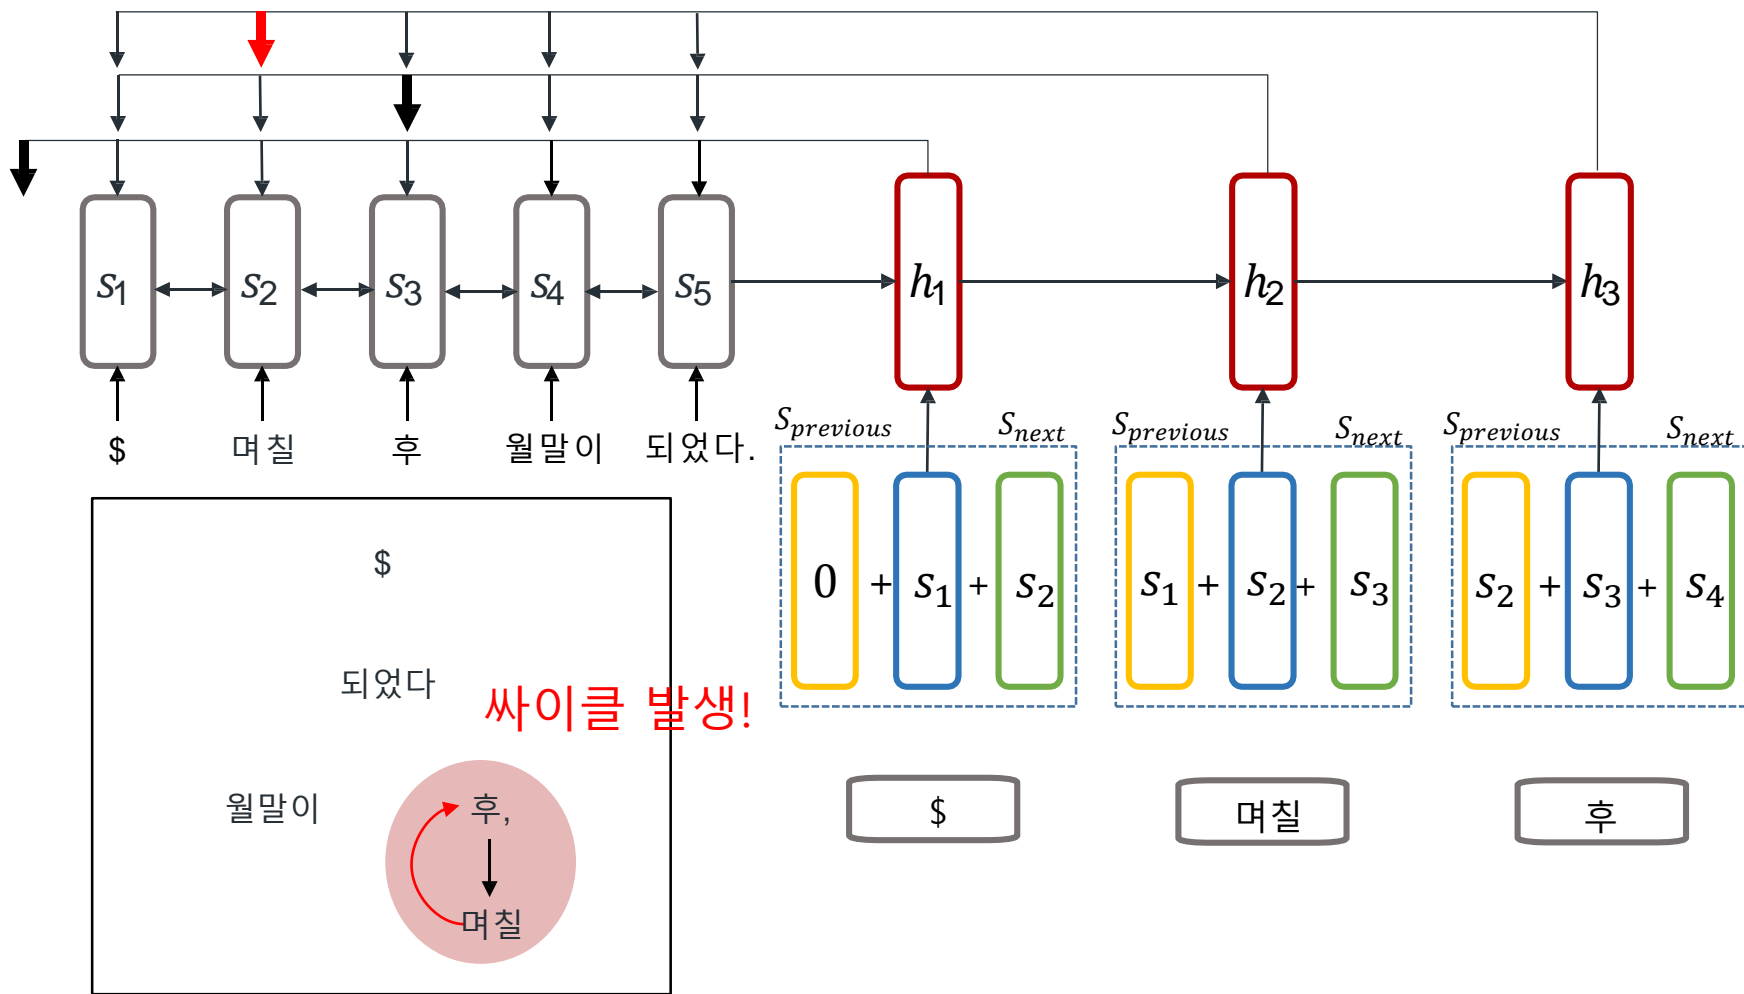 s1 s2 s3 s4 s5 h1 h2 h3
$ 며칠 후 월말이 되었다.
Sprevious Snext Sprevious Snext Sprevious Snext
0 + s1 + s2 s1 + s2 + s3 s2 + s3 + s4
$
되었다
싸이클 발생!
월말이
후,
며칠
$ 며칠 후